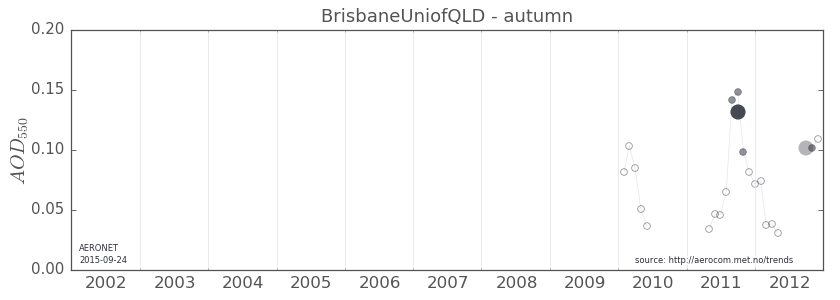 BrisbaneUniofQLD - autumn
0.20
0.15
0.10
0.05
0.00
AOD550
AERONET
2015-09-24
source: http://aerocom.met.no/trends
2002 2003 2004 2005 2006 2007 2008 2009 2010 2011 2012